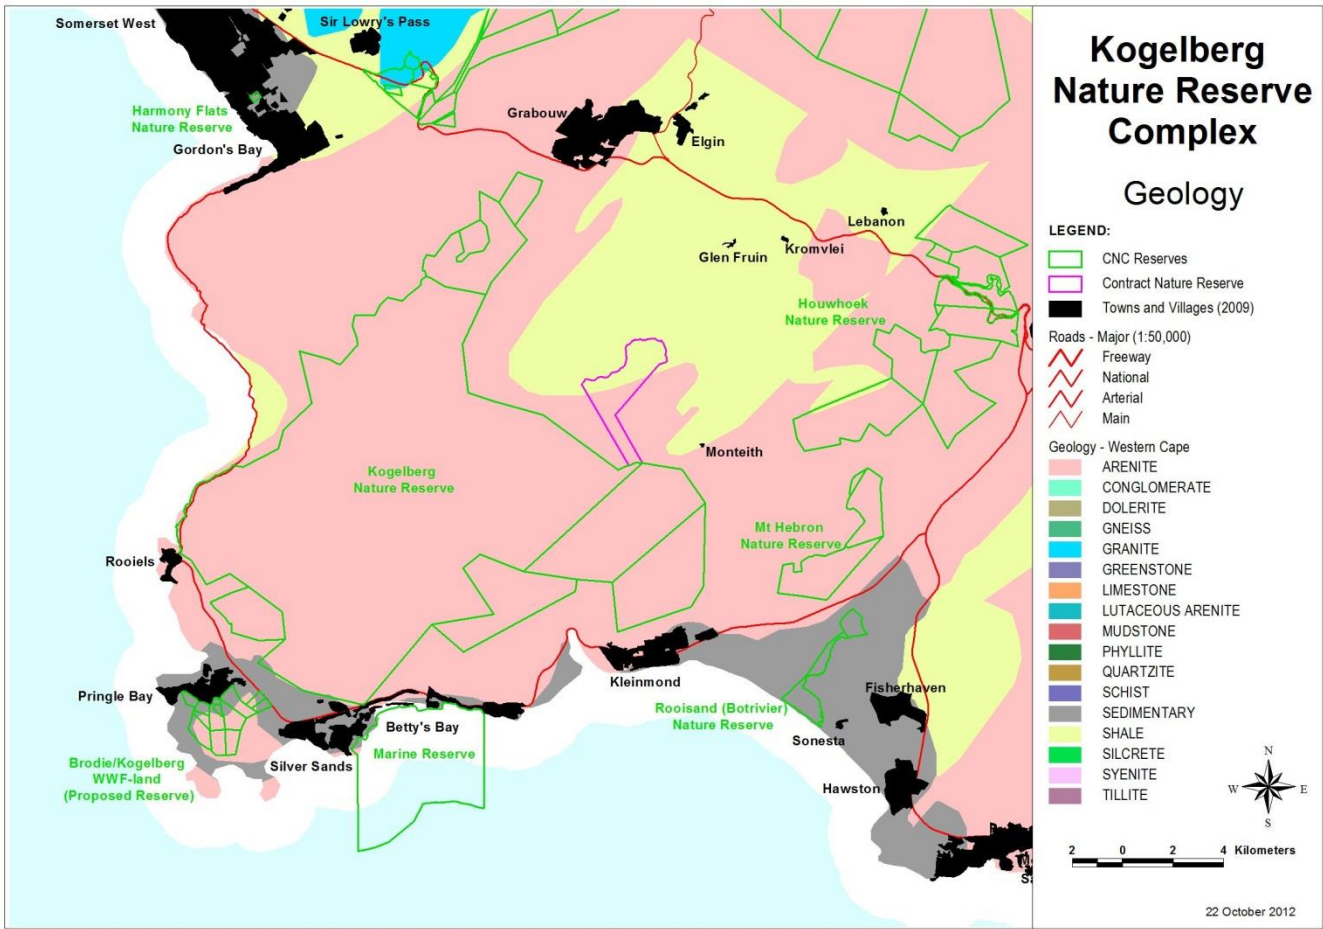 Somerset West
Sir Lowry's Pass
Harmony Flats
Nature Reserve
Gordon's Bay
Grabouw
Elgin
Lebanon
Glen Fruin
Kromvlei
Houwhoek
Nature Reserve
Kogelberg
Nature Reserve
Monteith
Mt Hebron
Nature Reserve
Rooiels
Pringle Bay
Kleinmond
Fisherhaven
Rooisand (Botrivier)
Nature Reserve
Betty's Bay
Marine Reserve
Sonesta
Silver Sands
Brodie/Kogelberg
WWF-land
(Proposed Reserve)
Hawston
Kogelberg
Nature Reserve
Complex
Geology
LEGEND:
CNC Reserves
Contract Nature Reserve
Towns and Villages (2009)
Roads - Major (1:50,000)
Freeway
National
Arterial
Main
Geology - Western Cape
ARENITE
CONGLOMERATE
DOLERITE
GNEISS
GRANITE
GREENSTONE
LIMESTONE
LUTACEOUS ARENITE
MUDSTONE
PHYLLITE
QUARTZITE
SCHIST
SEDIMENTARY
SHALE
SILCRETE
SYENITE
TILLITE
N
W E
S
2 0 2 4 Kilometers
22 October 2012